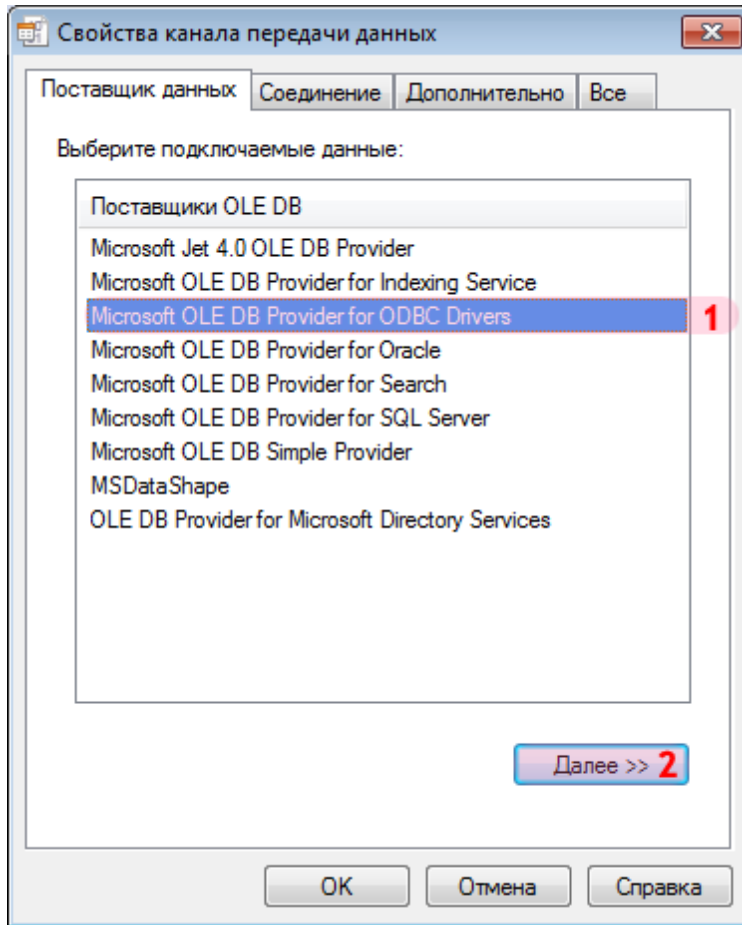 Свойства канала передачи данных
Поставщик данных Соединение Дополнительно Все
Выберите подключаемые данные:
Поставщики OLE DB
Microsoft Jet 4.0 OLE DB Provider
Microsoft OLE DB Provider for Indexing Service
Microsoft OLE DB Provider for ODBC Drivers 1
Microsoft OLE DB Provider for Oracle
Microsoft OLE DB Provider for Search
Microsoft OLE DB Provider for SQL Server
Microsoft OLE DB Simple Provider
MSDataShape
OLE DB Provider for Microsoft Directory Services
Далее >> 2
OK Отмена Справка